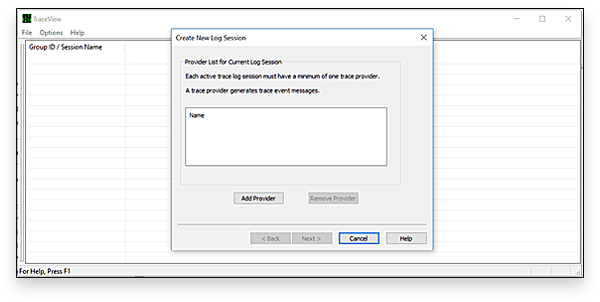 TraceView
File Options Help
Group ID / Session Name
Create New Log Session
Provider List for Current Log Session
Each active trace log session must have a minimum of one trace provider.
A trace provider generates trace event messages.
Name
Add Provider Remove Provider
< Back Next > Cancel Help
For Help, Press F1